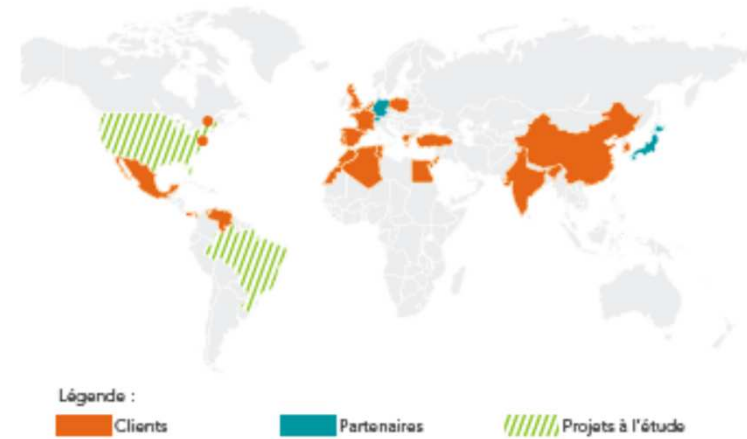 Légende :
Clients
Partenaires
Projets à l'étude